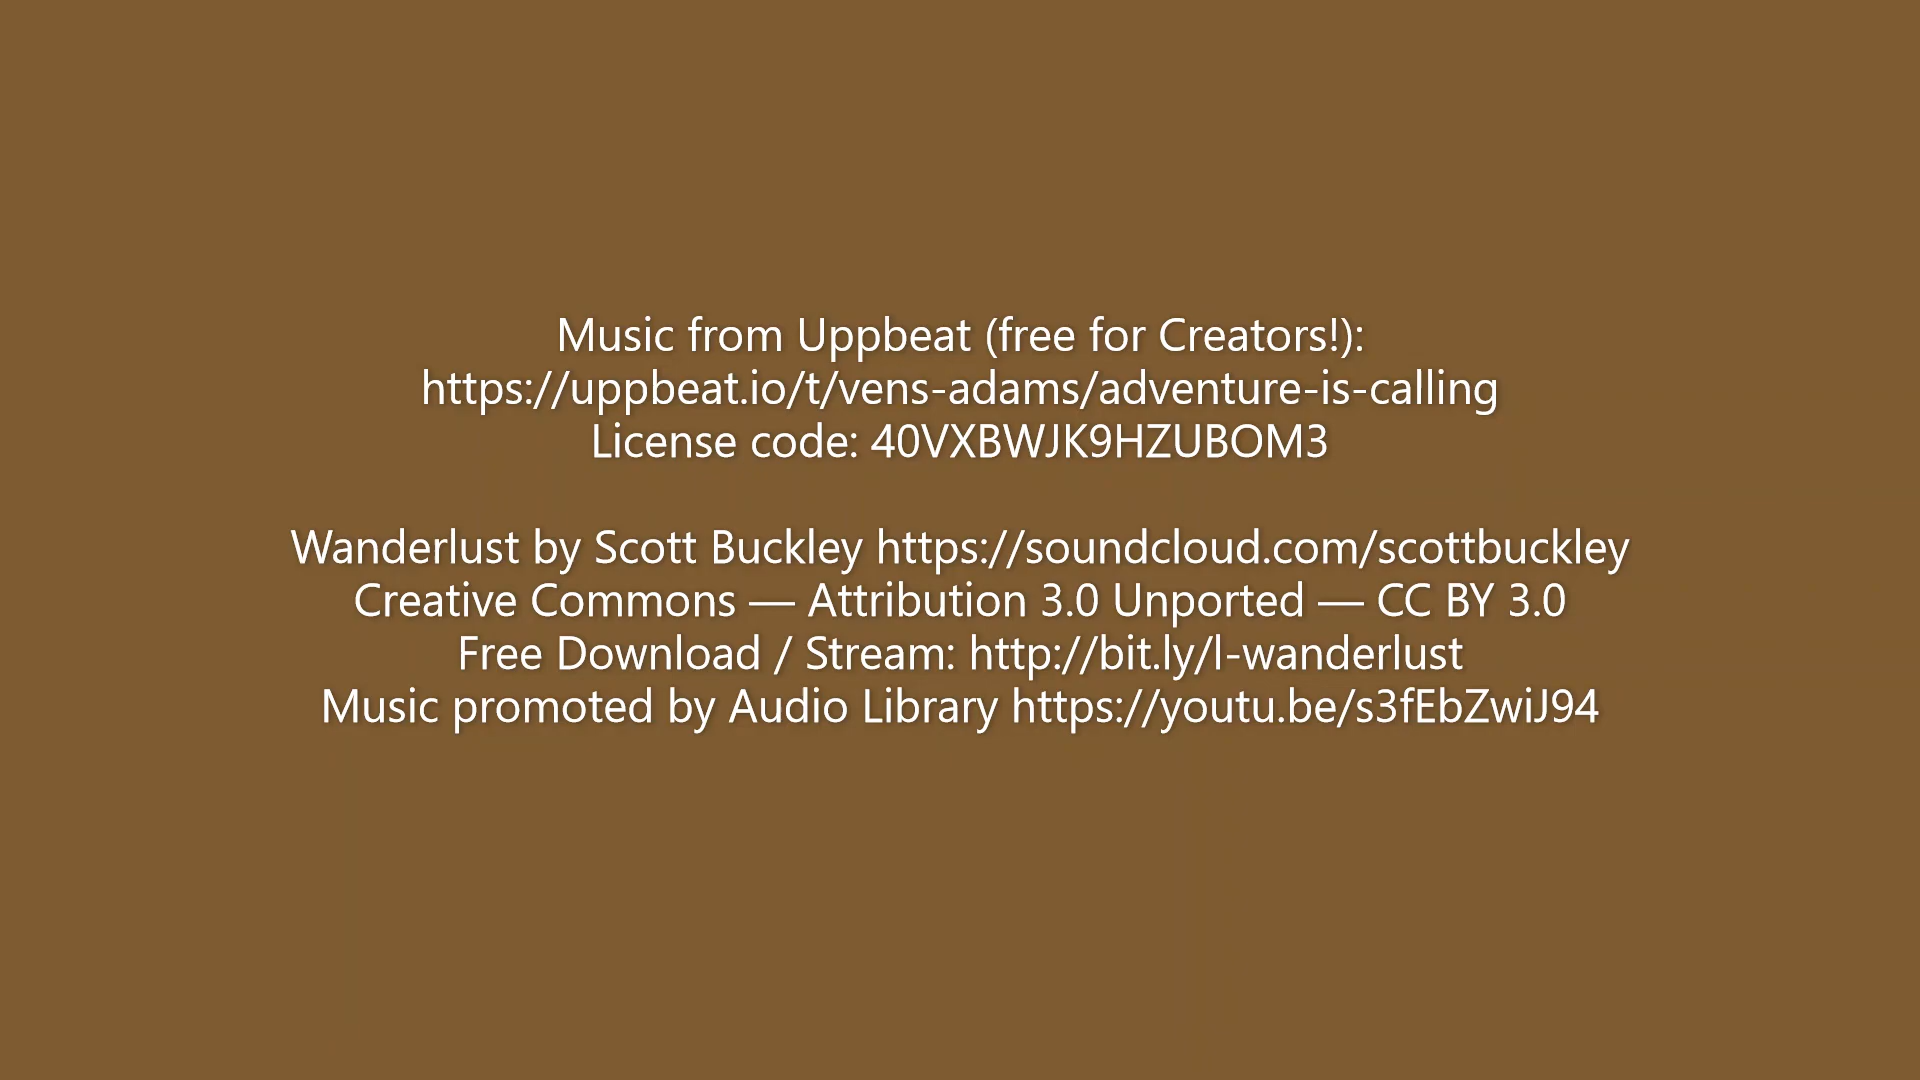 Music from Uppbeat (free for Creators!):
https://uppbeat.io/t/vens-adams/adventure-is-calling
License code: 40VXBWJK9HZUBOM3
Wanderlust by Scott Buckley https://soundcloud.com/scottbuckley
Creative Commons — Attribution 3.0 Unported — CC BY 3.0
Free Download / Stream: http://bit.ly/l-wanderlust
Music promoted by Audio Library https://youtu.be/s3fEbZwiJ94